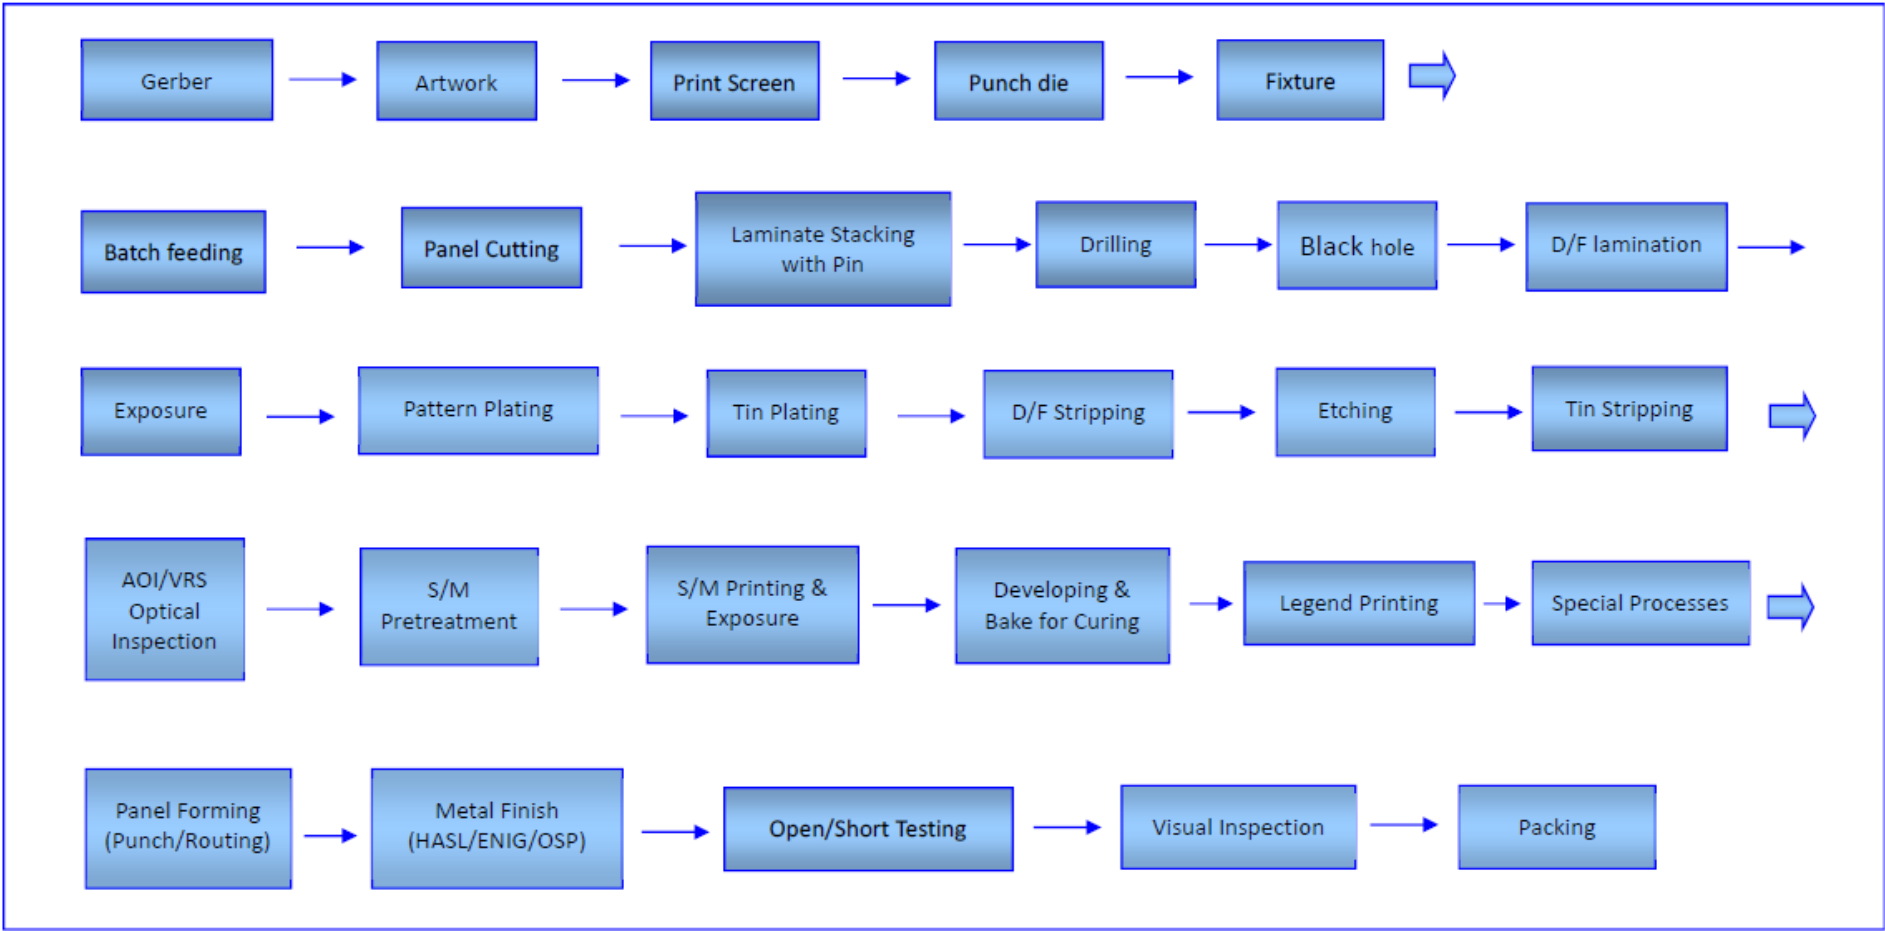 Gerber
Artwork
Print Screen
Punch die
Fixture
Batch feeding
Panel Cutting
Laminate Stacking
with Pin
Drilling
Black hole
D/F lamination
Exposure
Pattern Plating
Tin Plating
D/F Stripping
Etching
Tin Stripping
AOI/VRS
Optical
Inspection
S/M
Pretreatment
S/M Printing &
Exposure
Developing &
Bake for Curing
Legend Printing
Special Processes
Panel Forming
(Punch/Routing)
Metal Finish
(HASL/ENIG/OSP)
Open/Short Testing
Visual Inspection
Packing